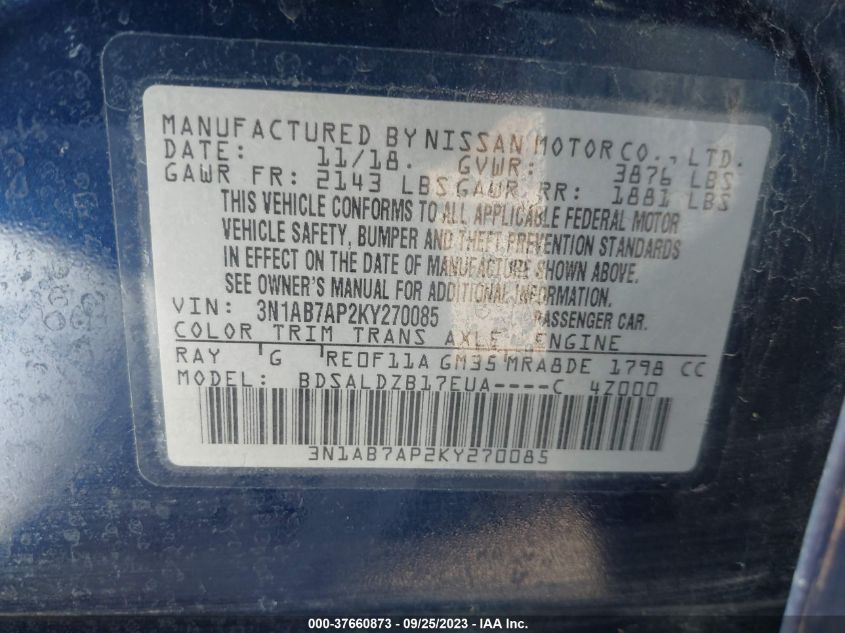 MANUFACTURED BY NISSAN MOTOR CO., LTD.
DATE: 11/18. GVWR: 3876 LBS
GAWR FR: 2143 LBS GAWR RR: 1881 LBS
THIS VEHICLE CONFORMS TO ALL APPLICABLE FEDERAL MOTOR
VEHICLE SAFETY, BUMPER AND THEFT PREVENTION STANDARDS
IN EFFECT ON THE DATE OF MANUFACTURE SHOWN ABOVE.
SEE OWNER'S MANUAL FOR ADDITIONAL INFORMATION.
VIN: 3N1AB7AP2KY270085 PASSENGER CAR.
COLOR TRIM TRANS AXLE ENGINE
RAY G RE0F11A GM35 MRA8DE 1798 CC
MODEL: BDSALDZB17EUA----C 4Z000
3N1AB7AP2KY270085
000-37660873 - 09/25/2023 - © IAA Inc.